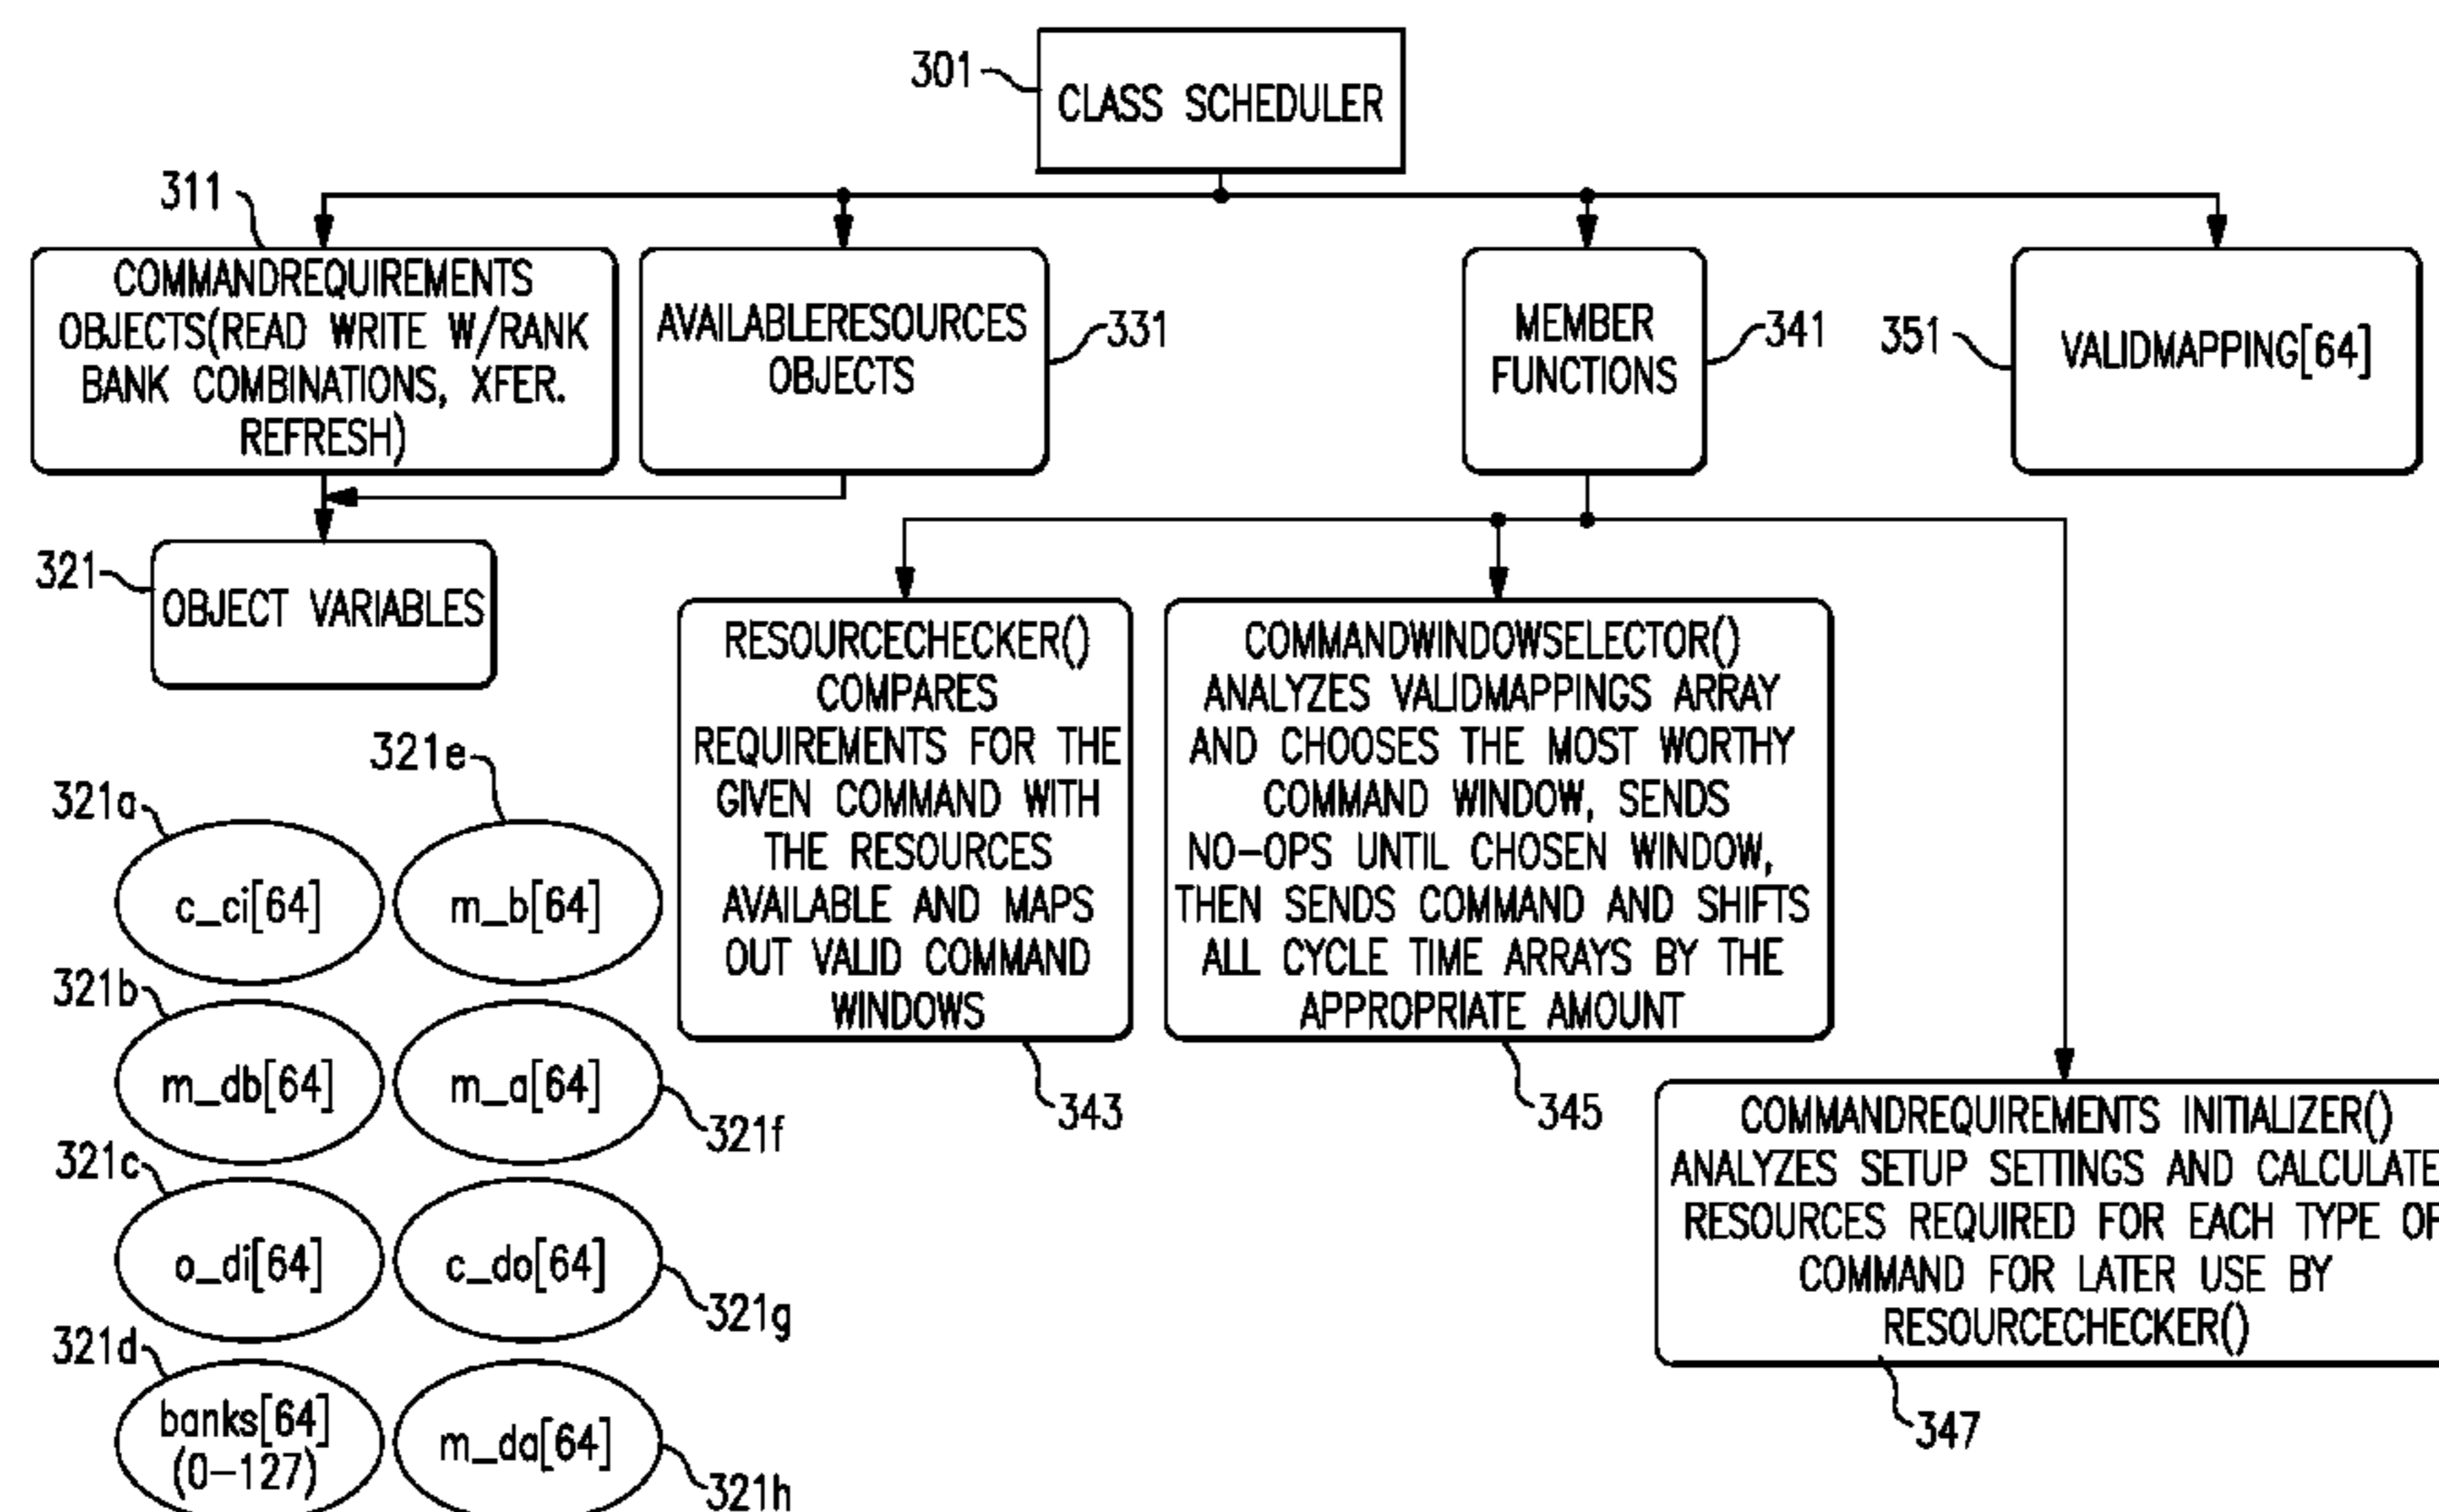 301
CLASS SCHEDULER
311
COMMANDREQUIREMENTS
OBJECTS(READ WRITE W/RANK
BANK COMBINATIONS, XFER.
REFRESH)
AVAILABLERESOURCES
OBJECTS
331
MEMBER
FUNCTIONS
341
351
VALIDMAPPING[64]
321
OBJECT VARIABLES
RESOURCECHECKER()
COMPARES
REQUIREMENTS FOR THE
GIVEN COMMAND WITH
THE RESOURCES
AVAILABLE AND MAPS
OUT VALID COMMAND
WINDOWS
343
COMMANDWINDOWSELECTOR()
ANALYZES VALIDMAPPINGS ARRAY
AND CHOOSES THE MOST WORTHY
COMMAND WINDOW, SENDS
NO-OPS UNTIL CHOSEN WINDOW,
THEN SENDS COMMAND AND SHIFTS
ALL CYCLE TIME ARRAYS BY THE
APPROPRIATE AMOUNT
345
COMMANDREQUIREMENTS INITIALIZER()
ANALYZES SETUP SETTINGS AND CALCULATE
RESOURCES REQUIRED FOR EACH TYPE OF
COMMAND FOR LATER USE BY
RESOURCECHECKER()
347
321a
c_ci[64]
321e
m_b[64]
321b
m_db[64]
m_a[64]
321f
321c
o_di[64]
c_do[64]
321g
321d
banks[64]
(0-127)
m_da[64]
321h